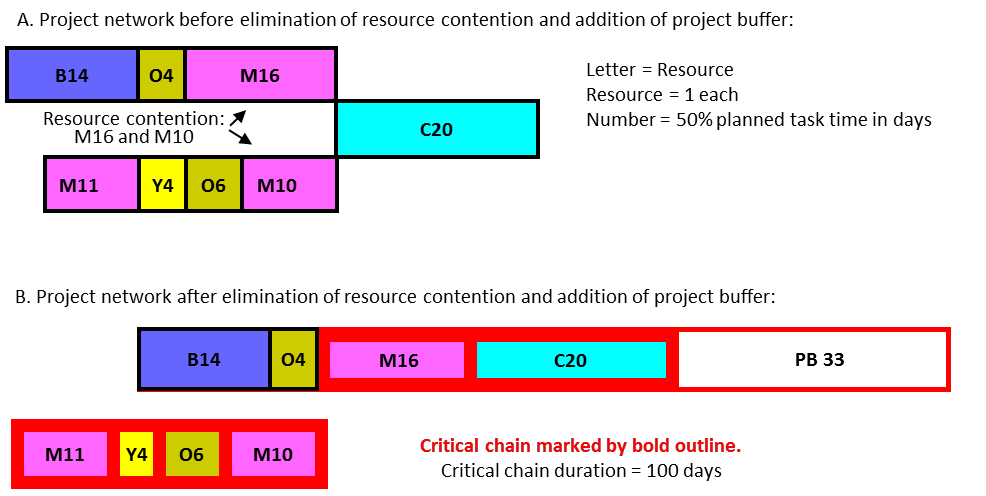 A. Project network before elimination of resource contention and addition of project buffer:
B14 O4 M16
Letter = Resource
Resource = 1 each
Number = 50% planned task time in days
Resource contention:
M16 and M10
C20
M11 Y4 O6 M10
B. Project network after elimination of resource contention and addition of project buffer:
B14 O4 M16 C20 PB 33
M11 Y4 O6 M10
Critical chain marked by bold outline.
Critical chain duration = 100 days